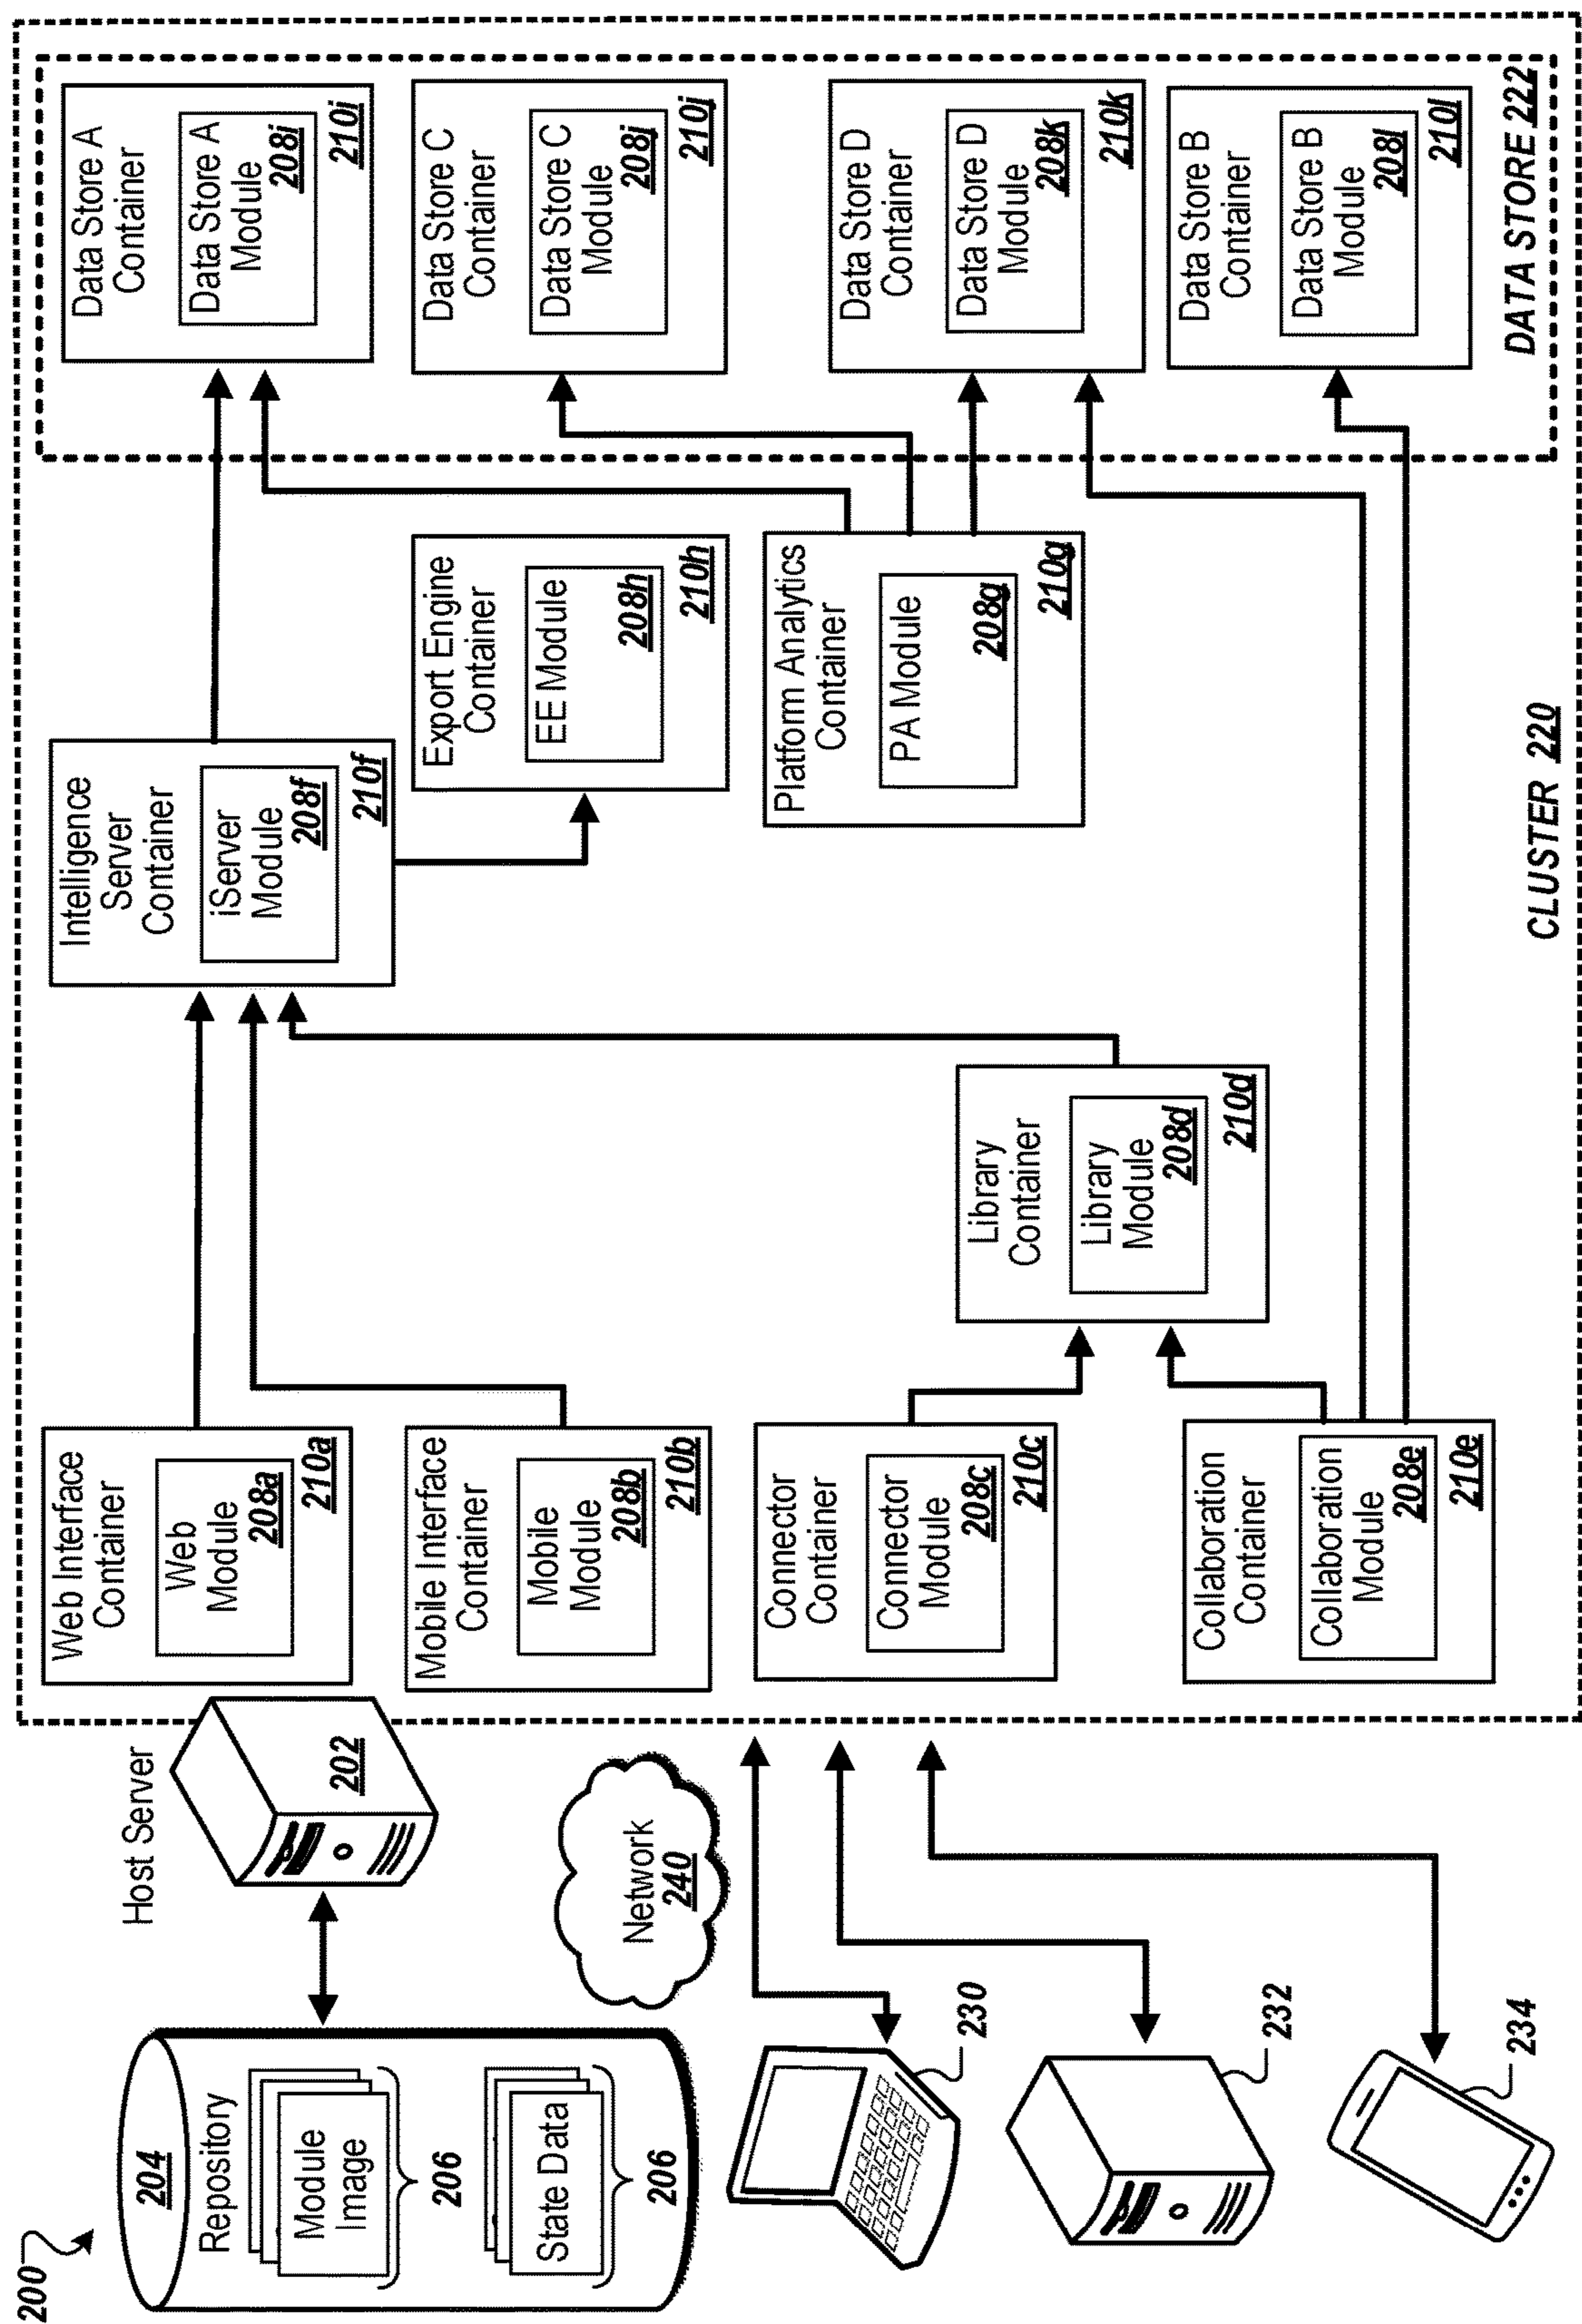 200
204
Repository
Module
Image
206
State Data
206
Host Server
202
Network
240
230
232
234
Web Interface
Container
Web
Module
208a
210a
Mobile Interface
Container
Mobile
Module
208b
210b
Connector
Container
Connector
Module
208c
210c
Collaboration
Container
Collaboration
Module
208e
210e
Library
Container
Library
Module
208d
210d
Intelligence
Server
Container
iServer
Module
208f
210f
Export Engine
Container
EE Module
208h
210h
Platform Analytics
Container
PA Module
208g
210g
Data Store A
Container
Data Store A
Module
208i
210i
Data Store C
Container
Data Store C
Module
208j
210j
Data Store D
Container
Data Store D
Module
208k
210k
Data Store B
Container
Data Store B
Module
208l
210l
DATA STORE 222
CLUSTER 220